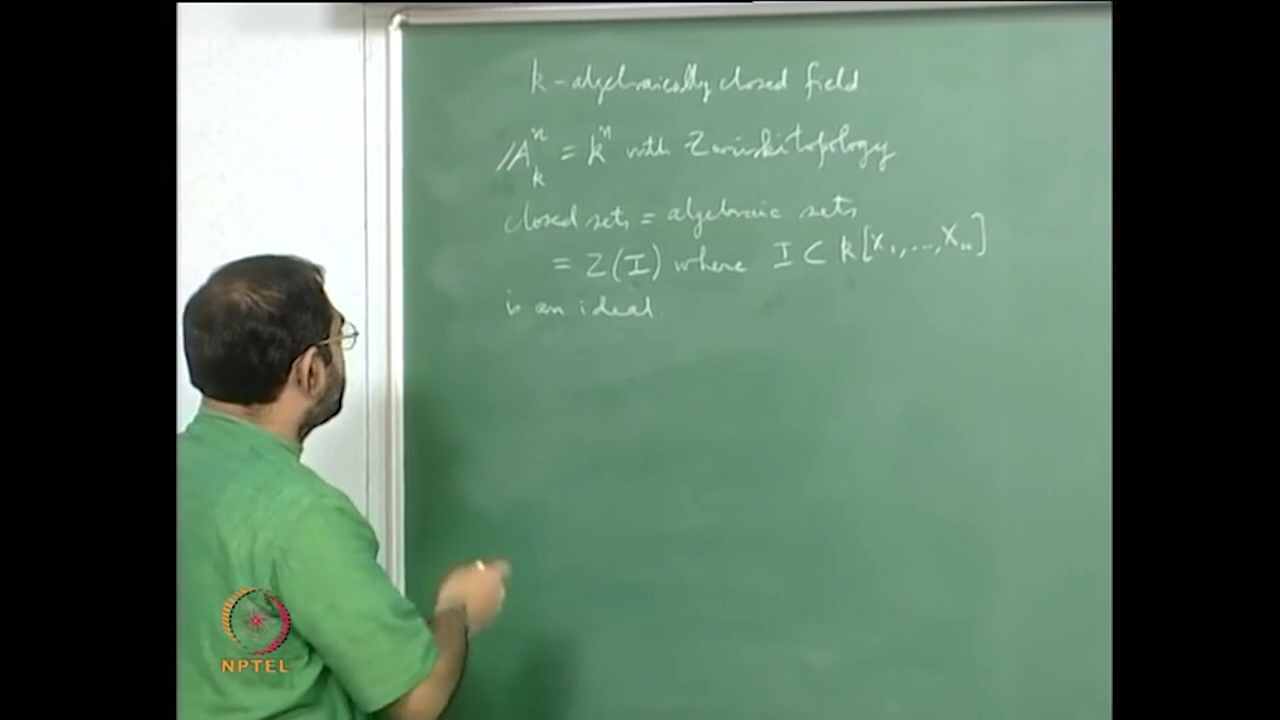 k - algebraically closed field
𝔸ⁿₖ = kⁿ with Zariski topology
closed sets = algebraic sets
= Z(I) where I ⊂ k[X₁,...,Xₙ]
is an ideal.
NPTEL